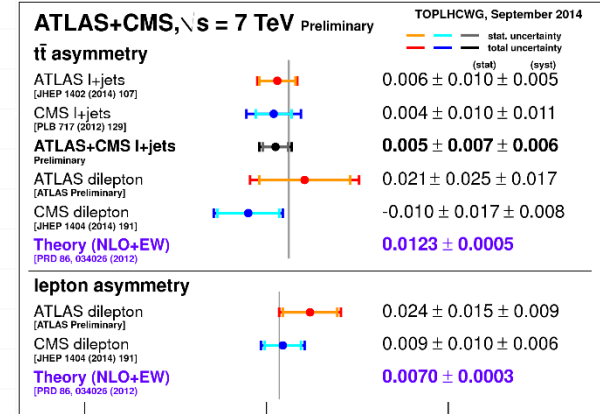 ATLAS+CMS,√s = 7 TeV Preliminary
TOPLHCWG, September 2014
stat. uncertainty
total uncertainty
tt̄ asymmetry
(stat) (syst)
ATLAS l+jets 0.006 ± 0.010 ± 0.005
[JHEP 1402 (2014) 107]
CMS l+jets 0.004 ± 0.010 ± 0.011
[PLB 717 (2012) 129]
ATLAS+CMS l+jets 0.005 ± 0.007 ± 0.006
Preliminary
ATLAS dilepton 0.021 ± 0.025 ± 0.017
[ATLAS Preliminary]
CMS dilepton -0.010 ± 0.017 ± 0.008
[JHEP 1404 (2014) 191]
Theory (NLO+EW) 0.0123 ± 0.0005
[PRD 86, 034026 (2012)
lepton asymmetry
ATLAS dilepton 0.024 ± 0.015 ± 0.009
[ATLAS Preliminary]
CMS dilepton 0.009 ± 0.010 ± 0.006
[JHEP 1404 (2014) 191]
Theory (NLO+EW) 0.0070 ± 0.0003
[PRD 86, 034026 (2012)